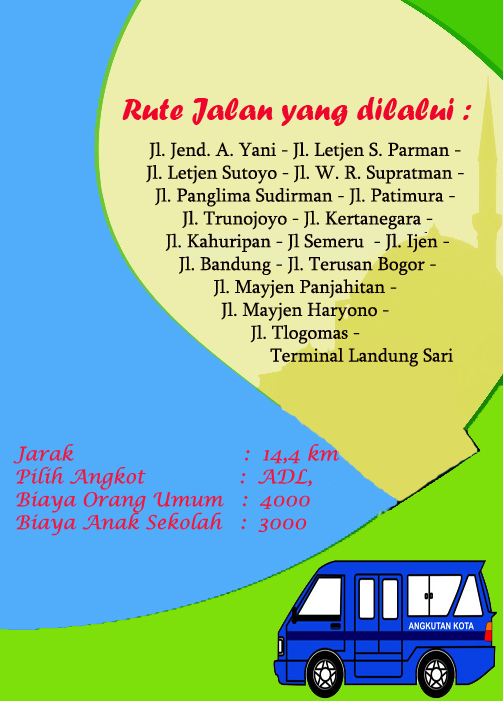 Rute Jalan yang dilalui :
Jl. Jend. A. Yani - Jl. Letjen S. Parman -
Jl. Letjen Sutoyo - Jl. W. R. Supratman -
Jl. Panglima Sudirman - Jl. Patimura -
Jl. Trunojoyo - Jl. Kertanegara -
Jl. Kahuripan - Jl Semeru - Jl. Ijen -
Jl. Bandung - Jl. Terusan Bogor -
Jl. Mayjen Panjahitan -
Jl. Mayjen Haryono -
Jl. Tlogomas -
Terminal Landung Sari
Jarak : 14,4 km
Pilih Angkot : ADL,
Biaya Orang Umum : 4000
Biaya Anak Sekolah : 3000
ANGKUTAN KOTA